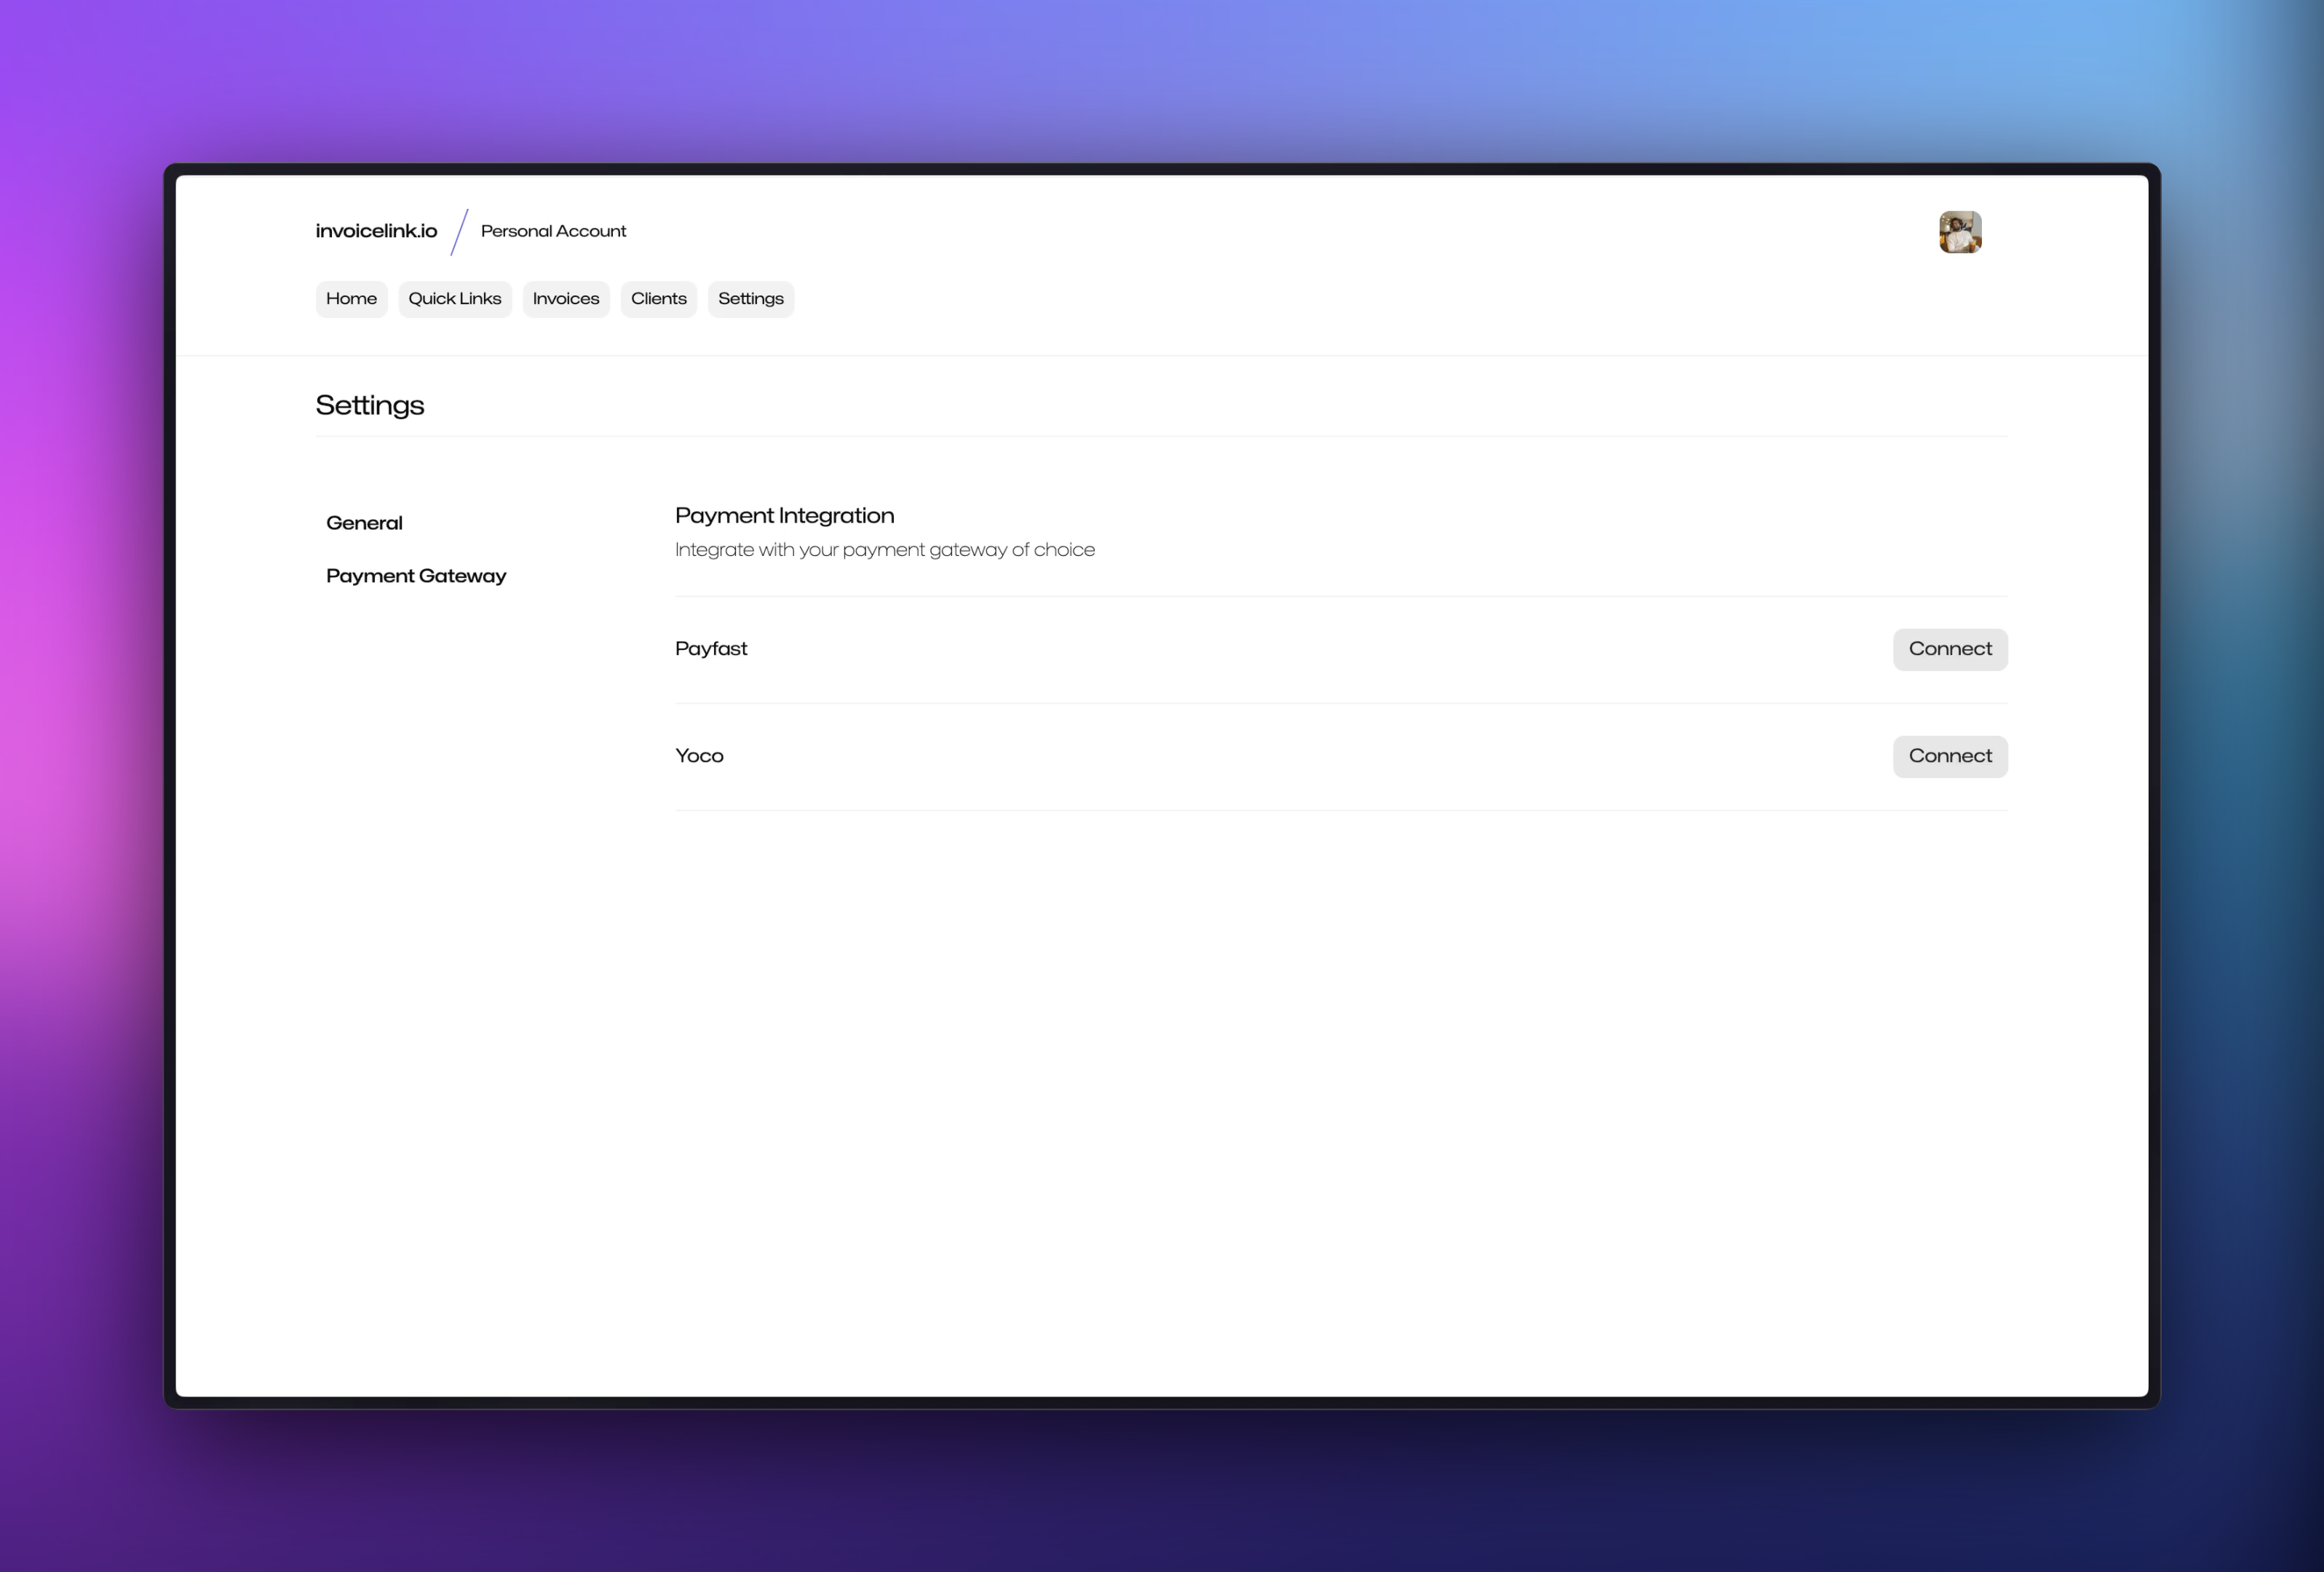 invoicelink.io / Personal Account
Home Quick Links Invoices Clients Settings
Settings
General
Payment Gateway
Payment Integration
Integrate with your payment gateway of choice
Payfast Connect
Yoco Connect